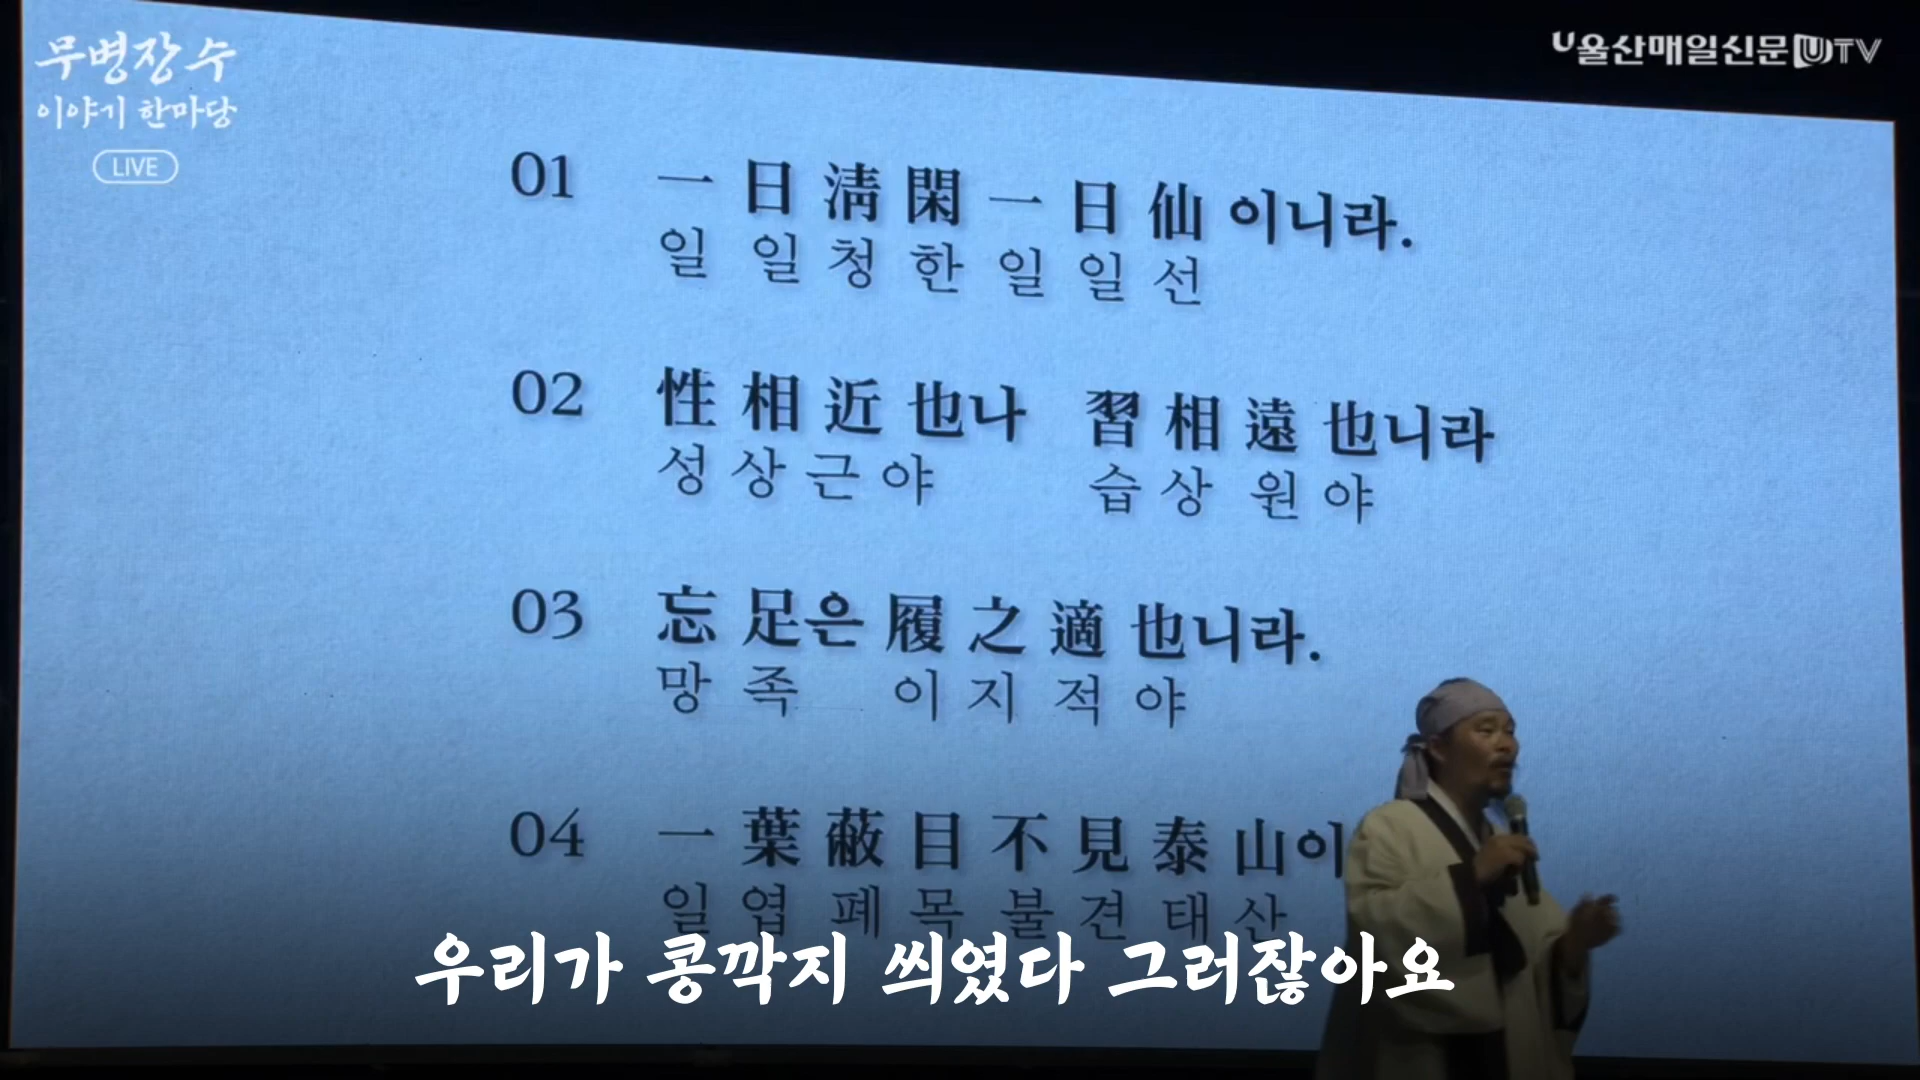 무병장수
이야기 한마당
LIVE
U울산매일신문UTV
01 一日淸閑一日仙이니라.
일일청한일일선
02 性相近也나 習相遠也니라
성상근야 습상원야
03 忘足은履之適也니라.
망족 이지적야
04 一葉蔽目不見泰山이
일엽폐목불견태산
우리가 콩깍지 씌였다 그러잖아요